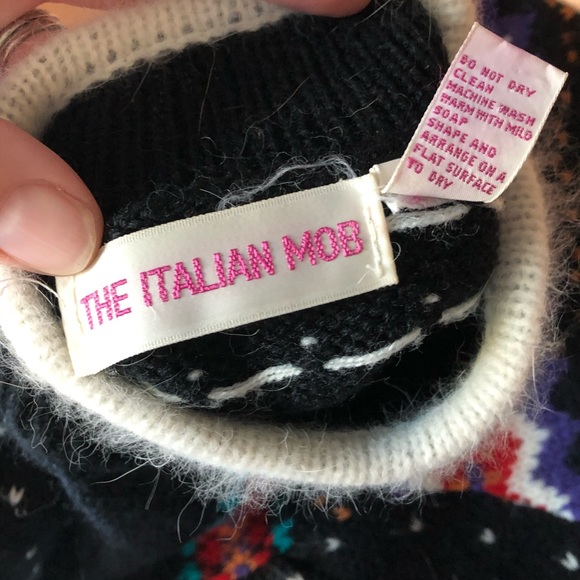 THE ITALIAN MOB
DO NOT DRY
CLEAN
MACHINE WASH
WARM WITH MILD
SOAP
SHAPE AND
ARRANGE ON A
FLAT SURFACE
TO DRY